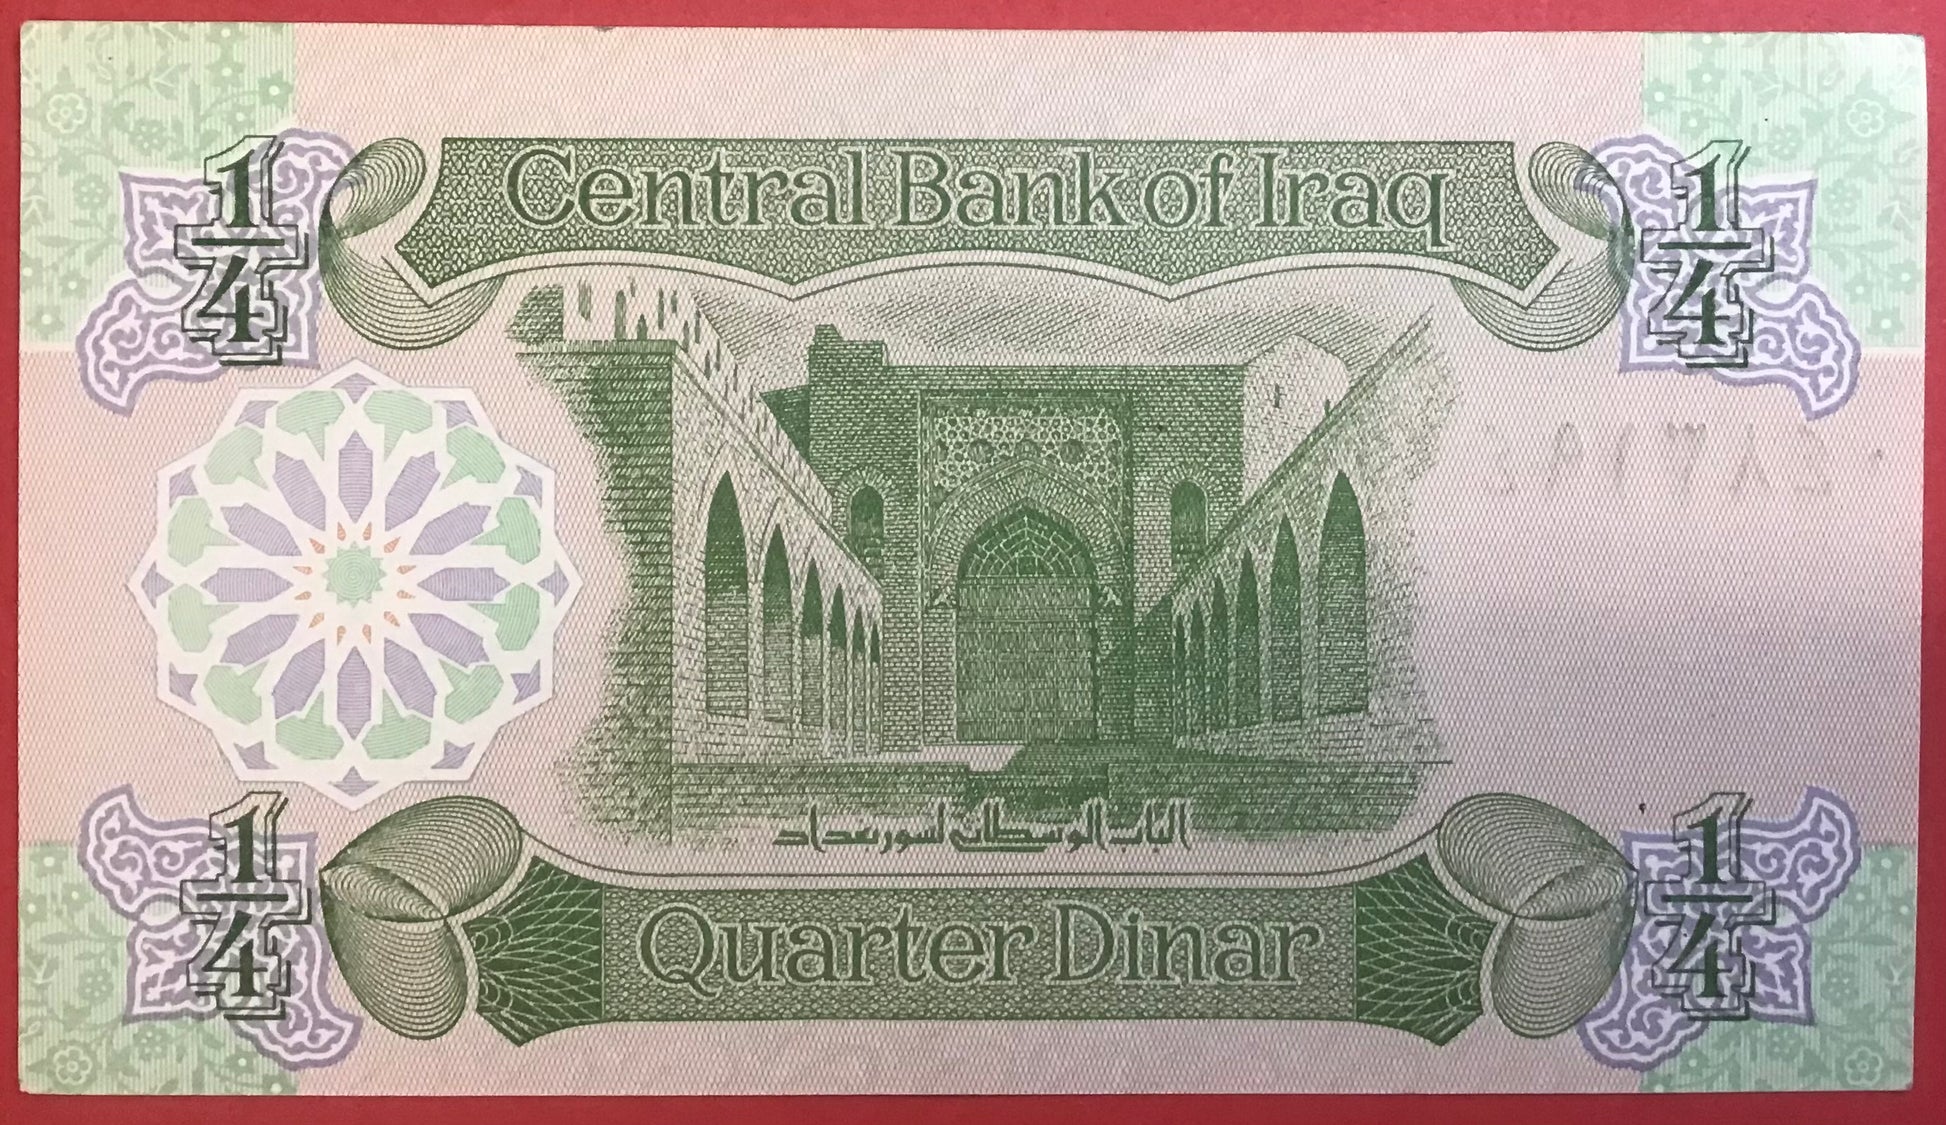 1/4
Central Bank of Iraq
1/4
الباب الوسطاني لسور بغداد
1/4
Quarter Dinar
1/4